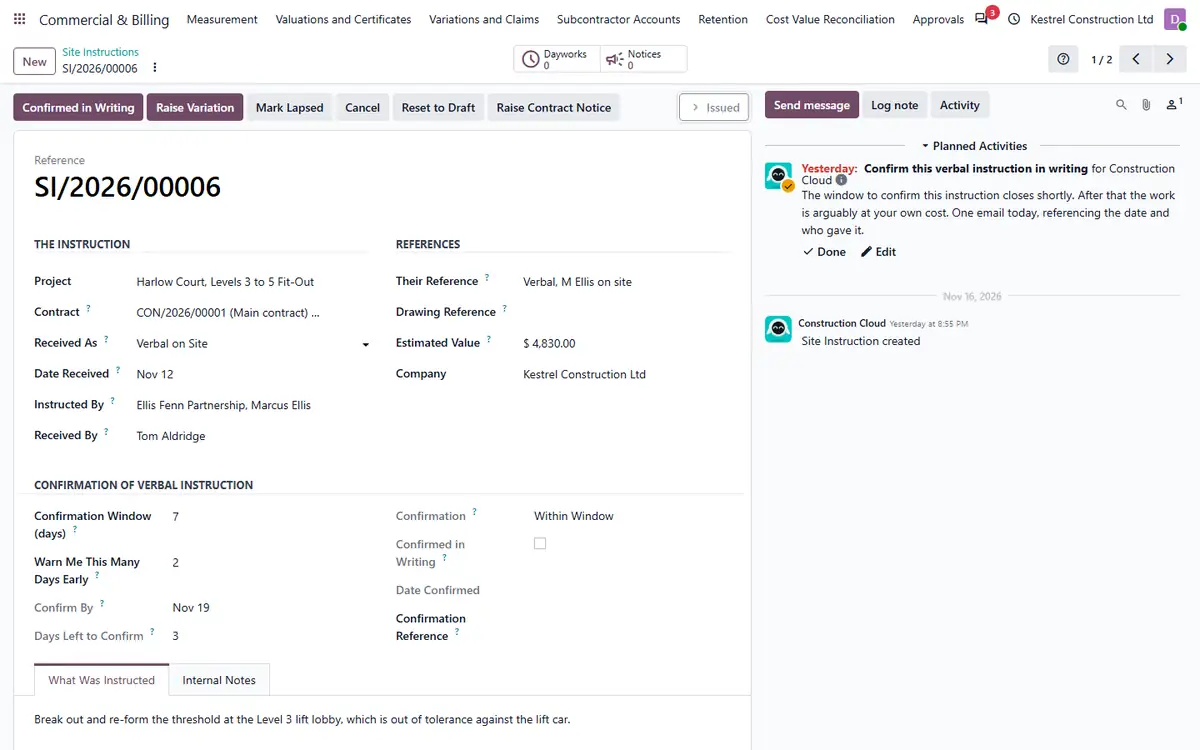 Commercial & Billing Measurement Valuations and Certificates Variations and Claims Subcontractor Accounts Retention Cost Value Reconciliation Approvals 3 Kestrel Construction Ltd D
New
Site Instructions
SI/2026/00006
Dayworks
0
Notices
0
1 / 2
Confirmed in Writing Raise Variation Mark Lapsed Cancel Reset to Draft Raise Contract Notice Issued
Send message Log note Activity 1
Reference
SI/2026/00006
THE INSTRUCTION
Project Harlow Court, Levels 3 to 5 Fit-Out
Contract ? CON/2026/00001 (Main contract) ...
Received As ? Verbal on Site
Date Received ? Nov 12
Instructed By ? Ellis Fenn Partnership, Marcus Ellis
Received By ? Tom Aldridge
REFERENCES
Their Reference ? Verbal, M Ellis on site
Drawing Reference ?
Estimated Value ? $ 4,830.00
Company Kestrel Construction Ltd
CONFIRMATION OF VERBAL INSTRUCTION
Confirmation Window
(days) ? 7
Warn Me This Many
Days Early ? 2
Confirm By ? Nov 19
Days Left to Confirm ? 3
Confirmation ? Within Window
Confirmed in
Writing ?
Date Confirmed
Confirmation
Reference ?
What Was Instructed Internal Notes
Break out and re-form the threshold at the Level 3 lift lobby, which is out of tolerance against the lift car.
Planned Activities
Yesterday: Confirm this verbal instruction in writing for Construction
Cloud
The window to confirm this instruction closes shortly. After that the work
is arguably at your own cost. One email today, referencing the date and
who gave it.
Done Edit
Nov 16, 2026
Construction Cloud Yesterday at 8:55 PM
Site Instruction created